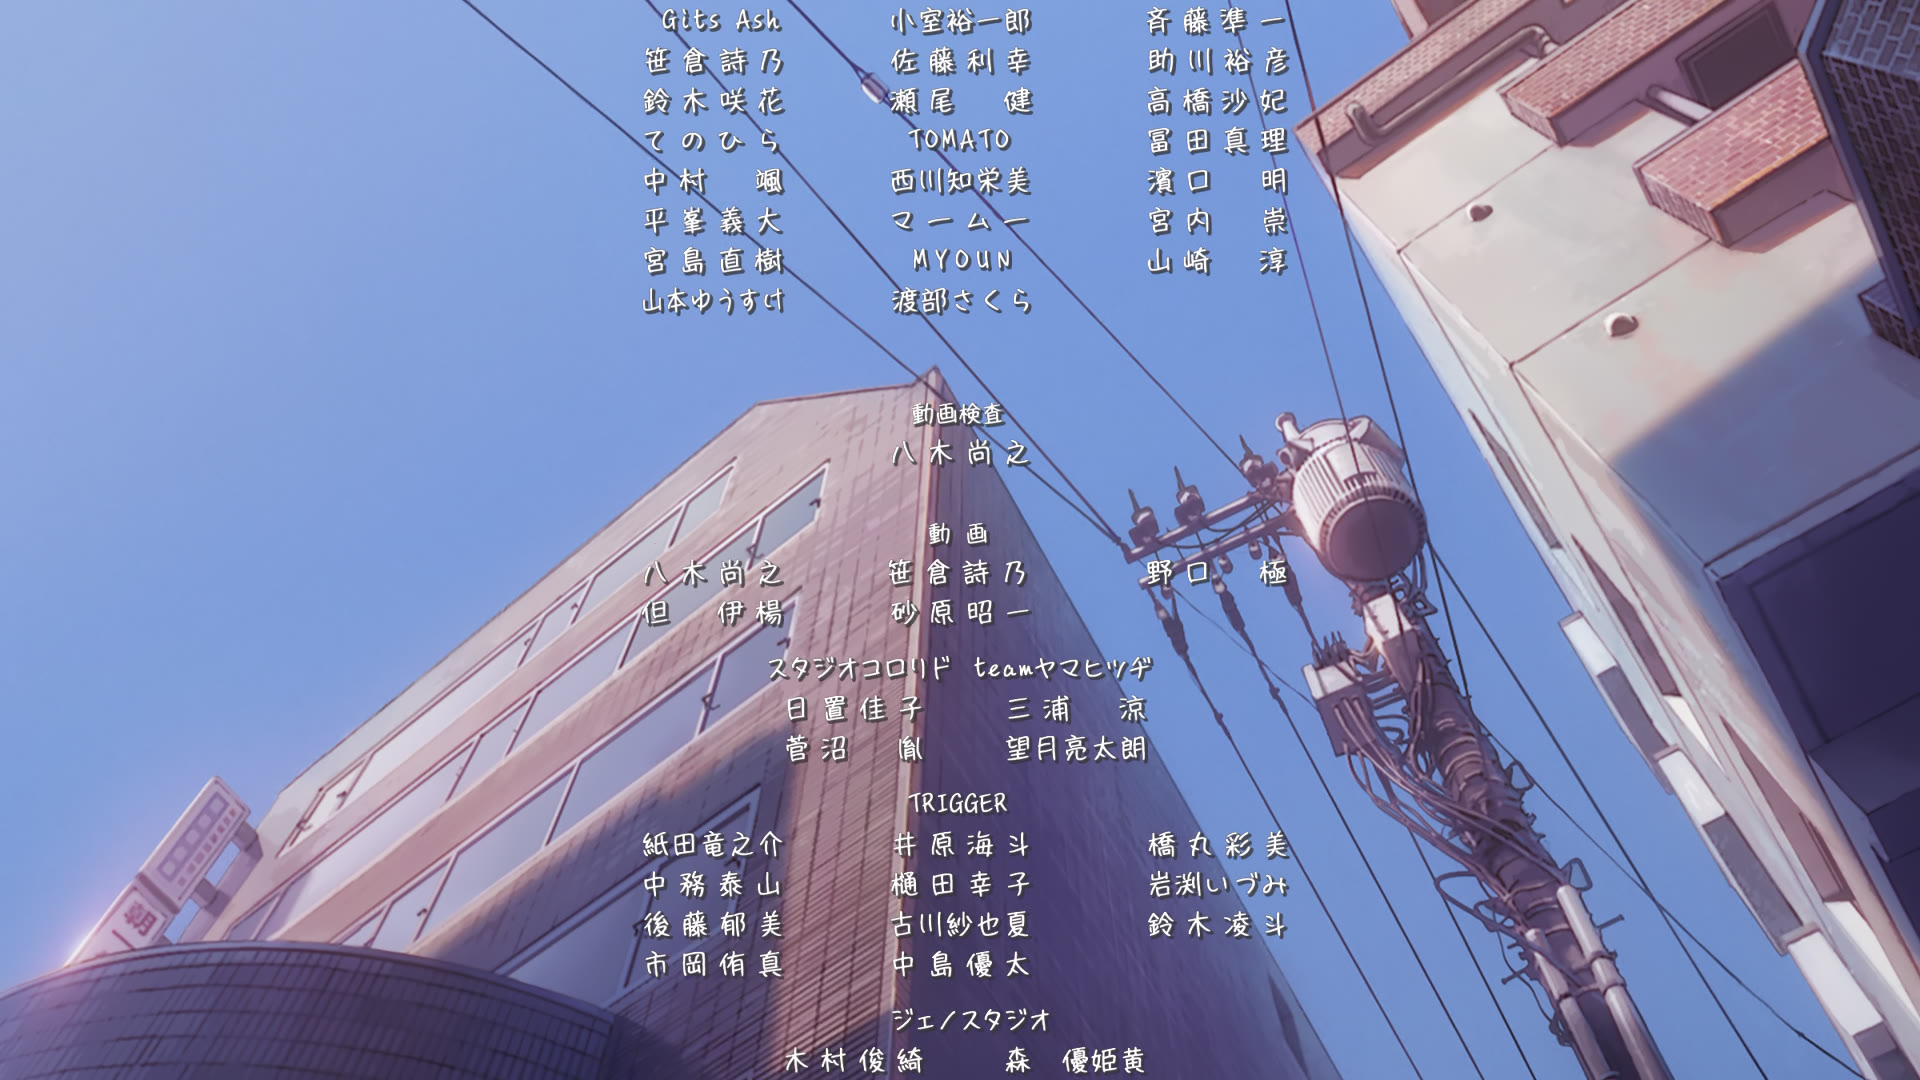 Gits Ash 小室裕一郎 斉藤準一
笹倉詩乃 佐藤利幸 助川裕彦
鈴木咲花 瀬尾 健 高橋沙妃
てのひら TOMATO 冨田真理
中村 颯 西川知栄美 濱口 明
平峯義大 マームー 宮内 崇
宮島直樹 MYOUN 山崎 淳
山本ゆうすけ 渡部さくら
動画検査
八木尚之
動画
八木尚之 笹倉詩乃 野口 極
但 伊楊 砂原昭一
スタジオコロリド teamヤマヒツヂ
日置佳子 三浦 涼
菅沼 胤 望月亮太朗
TRIGGER
紙田竜之介 井原海斗 橋丸彩美
中務泰山 樋田幸子 岩渕いづみ
後藤郁美 古川紗也夏 鈴木凌斗
市岡侑真 中島優太
ジェノスタジオ
木村俊綺 森 優姫黄